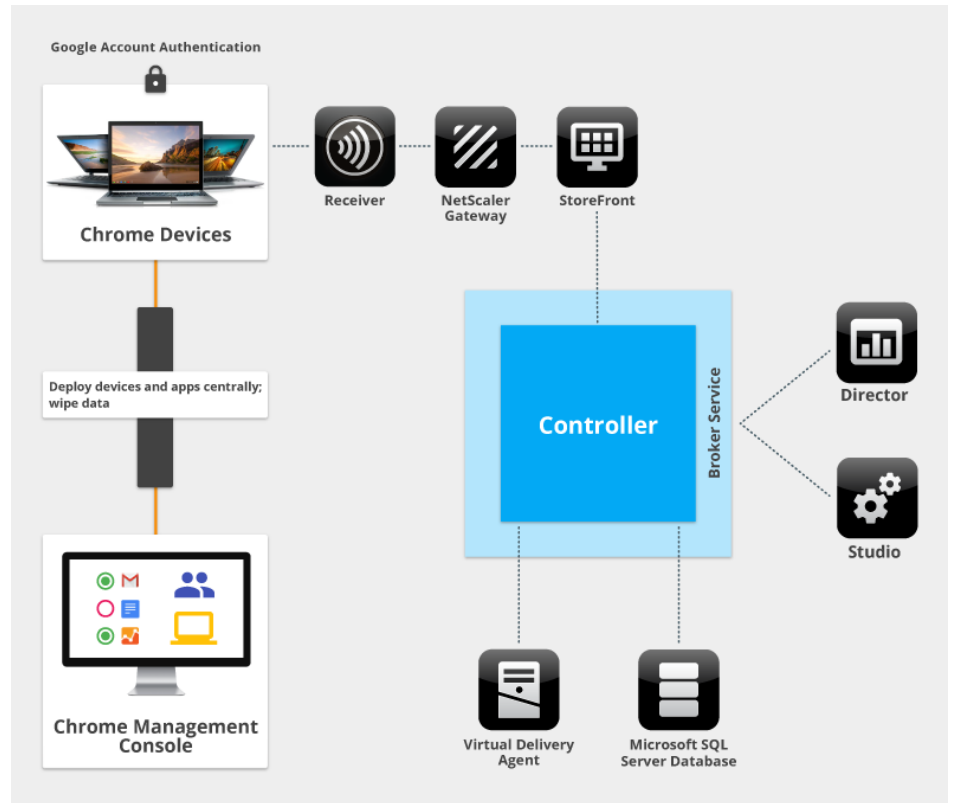 Google Account Authentication
Chrome Devices
Receiver
NetScaler
Gateway
StoreFront
Deploy devices and apps centrally;
wipe data
Controller
Broker Service
Director
Studio
Chrome Management
Console
Virtual Delivery
Agent
Microsoft SQL
Server Database